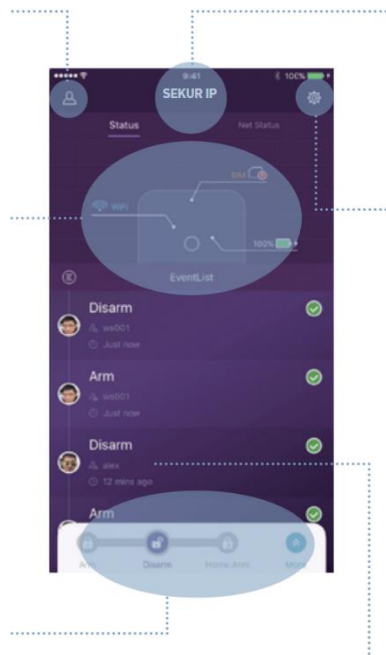 9:41
100%
SEKUR IP
Status
Net Status
SIM
WiFi
100%
EventList
Disarm
ws001
Just now
Arm
ws001
Just now
Disarm
alex
12 mins ago
Arm
Arm
Disarm
Home Arm
More